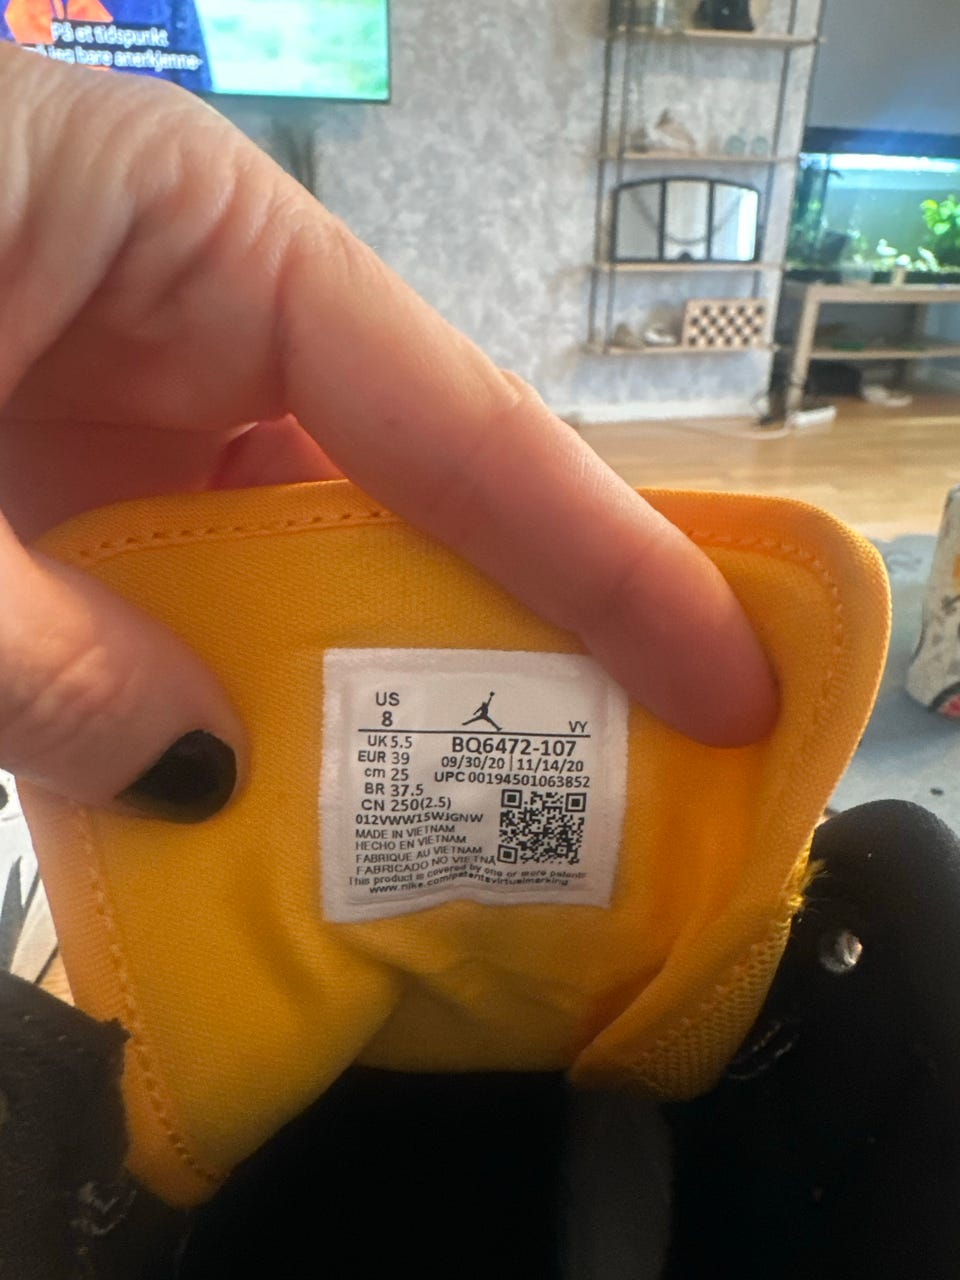 På et tidspunkt
jeg bare anerkjenne-
US
8
VY
UK 5.5
EUR 39
cm 25
BR 37.5
CN 250(2.5)
BQ6472-107
09/30/20 | 11/14/20
UPC 00194501063852
012VWW15WJGNW
MADE IN VIETNAM
HECHO EN VIETNAM
FABRIQUE AU VIETNAM
FABRICADO NO VIETNA
This product is covered by one or more patents
www.nike.com/patentsvirtualmarking